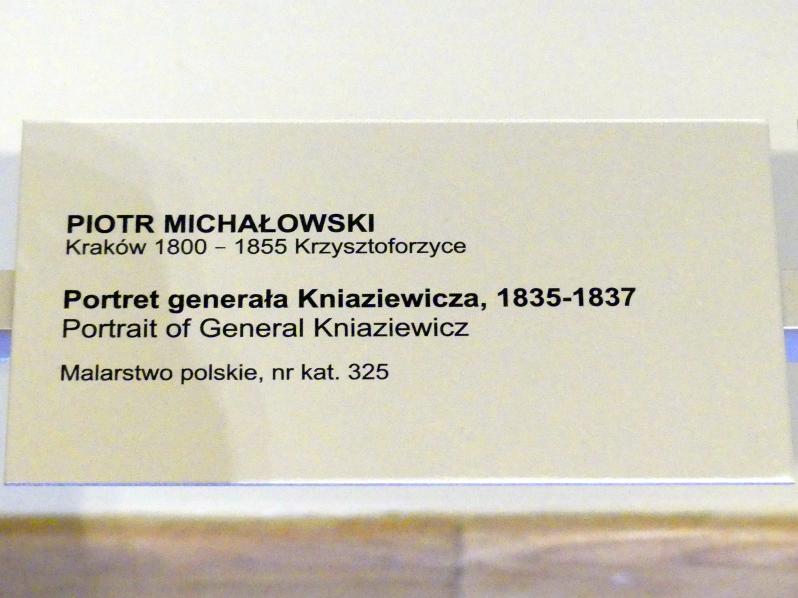 PIOTR MICHAŁOWSKI
Kraków 1800 – 1855 Krzysztoforzyce
Portret generała Kniaziewicza, 1835-1837
Portrait of General Kniaziewicz
Malarstwo polskie, nr kat. 325